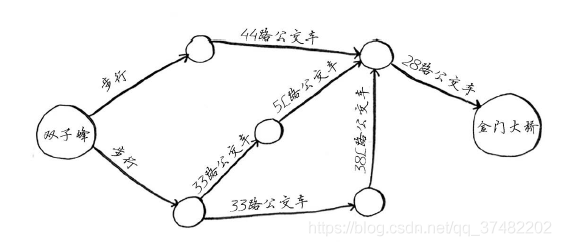 44路公交车
28路公交车
步行
5L路公交车
双子峰
金门大桥
38L路公交车
步行
33路公交车
33路公交车
https://blog.csdn.net/qq_37482202